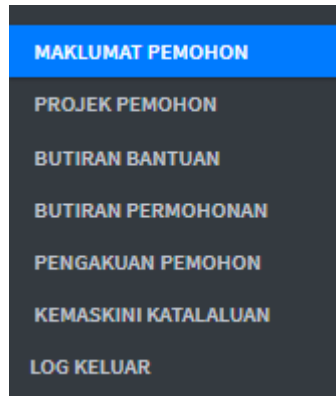 MAKLUMAT PEMOHON
PROJEK PEMOHON
BUTIRAN BANTUAN
BUTIRAN PERMOHONAN
PENGAKUAN PEMOHON
KEMASKINI KATALALUAN
LOG KELUAR